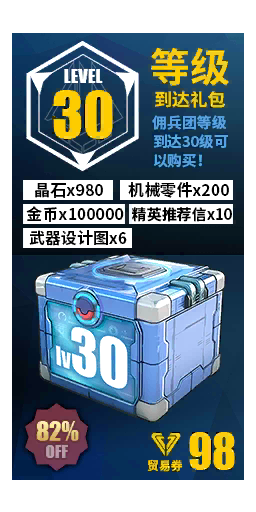 LEVEL
30
等级
到达礼包
佣兵团等级
到达30级可
以购买！
晶石x980 机械零件x200
金币x100000 精英推荐信x10
武器设计图x6
lv30
82%
OFF
贸易券 98